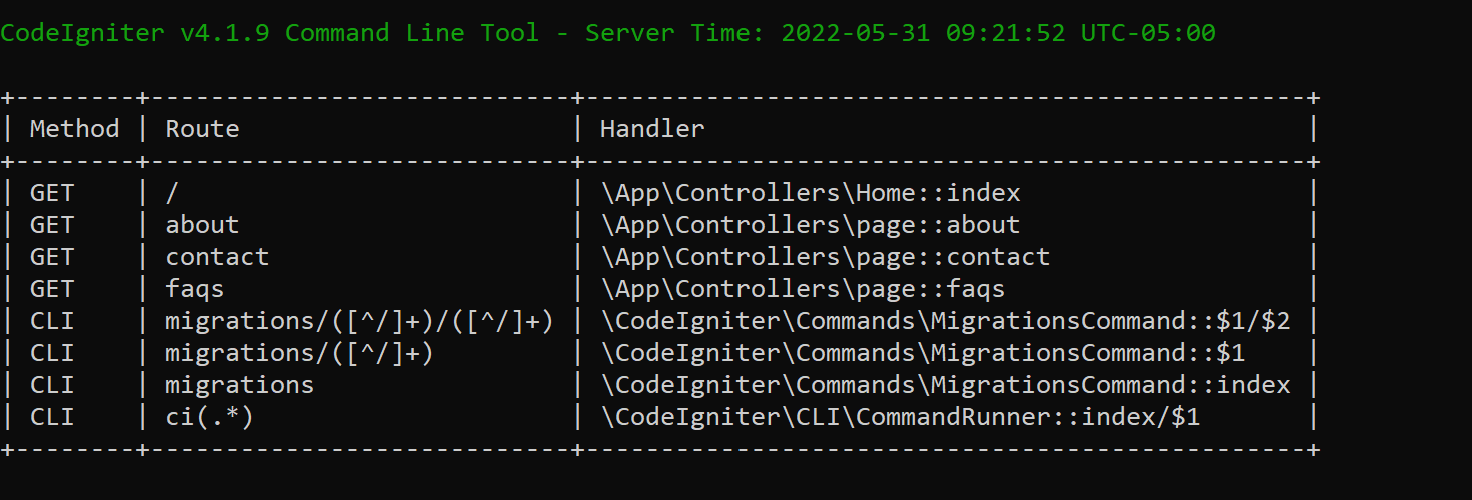 CodeIgniter v4.1.9 Command Line Tool - Server Time: 2022-05-31 09:21:52 UTC-05:00
+--------+----------------------------+------------------------------------------------+
| Method | Route                      | Handler                                        |
+--------+----------------------------+------------------------------------------------+
| GET    | /                          | \App\Controllers\Home::index                   |
| GET    | about                      | \App\Controllers\page::about                   |
| GET    | contact                    | \App\Controllers\page::contact                 |
| GET    | faqs                       | \App\Controllers\page::faqs                    |
| CLI    | migrations/([^/]+)/([^/]+) | \CodeIgniter\Commands\MigrationsCommand::$1/$2 |
| CLI    | migrations/([^/]+)         | \CodeIgniter\Commands\MigrationsCommand::$1    |
| CLI    | migrations                 | \CodeIgniter\Commands\MigrationsCommand::index |
| CLI    | ci(.*)                     | \CodeIgniter\CLI\CommandRunner::index/$1       |
+--------+----------------------------+------------------------------------------------+